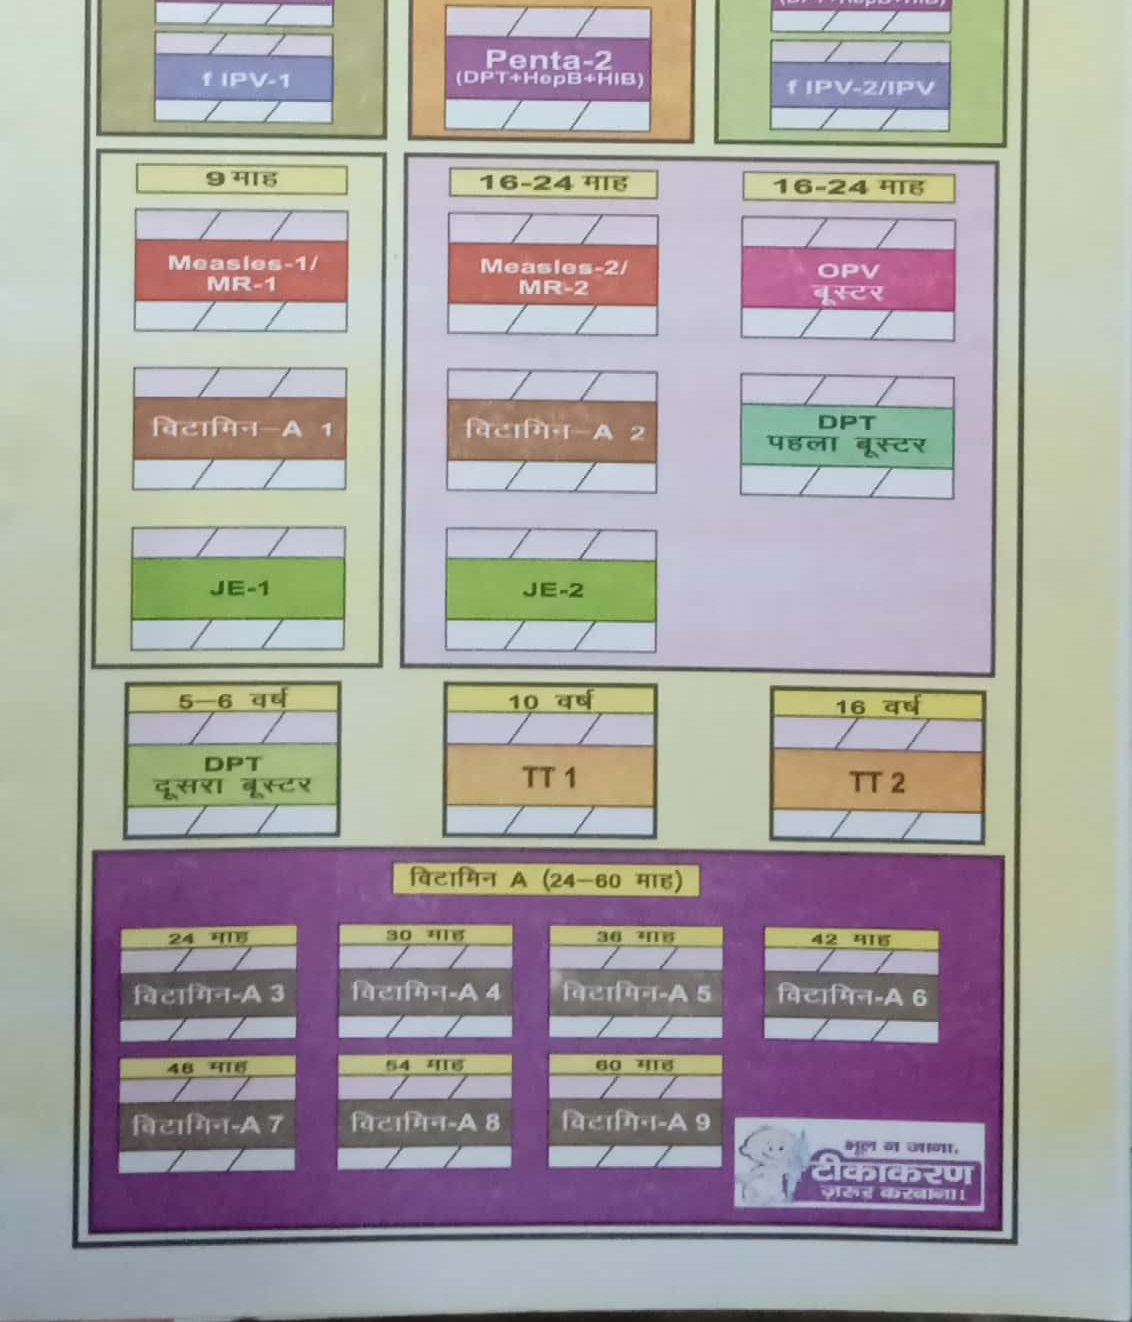 (DPT+HepB+HIB)
f IPV-1
Penta-2
(DPT+HepB+HIB)
f IPV-2/IPV
9 माह
Measles-1/
MR-1
विटामिन–A 1
JE-1
16-24 माह
Measles-2/
MR-2
विटामिन–A 2
JE-2
16-24 माह
OPV
बूस्टर
DPT
पहला बूस्टर
5–6 वर्ष
DPT
दूसरा बूस्टर
10 वर्ष
TT 1
16 वर्ष
TT 2
विटामिन A (24–60 माह)
24 माह
विटामिन-A 3
30 माह
विटामिन-A 4
36 माह
विटामिन-A 5
42 माह
विटामिन-A 6
48 माह
विटामिन-A 7
54 माह
विटामिन-A 8
60 माह
विटामिन-A 9
भूल न जाना,
टीकाकरण
ज़रूर करवाना।